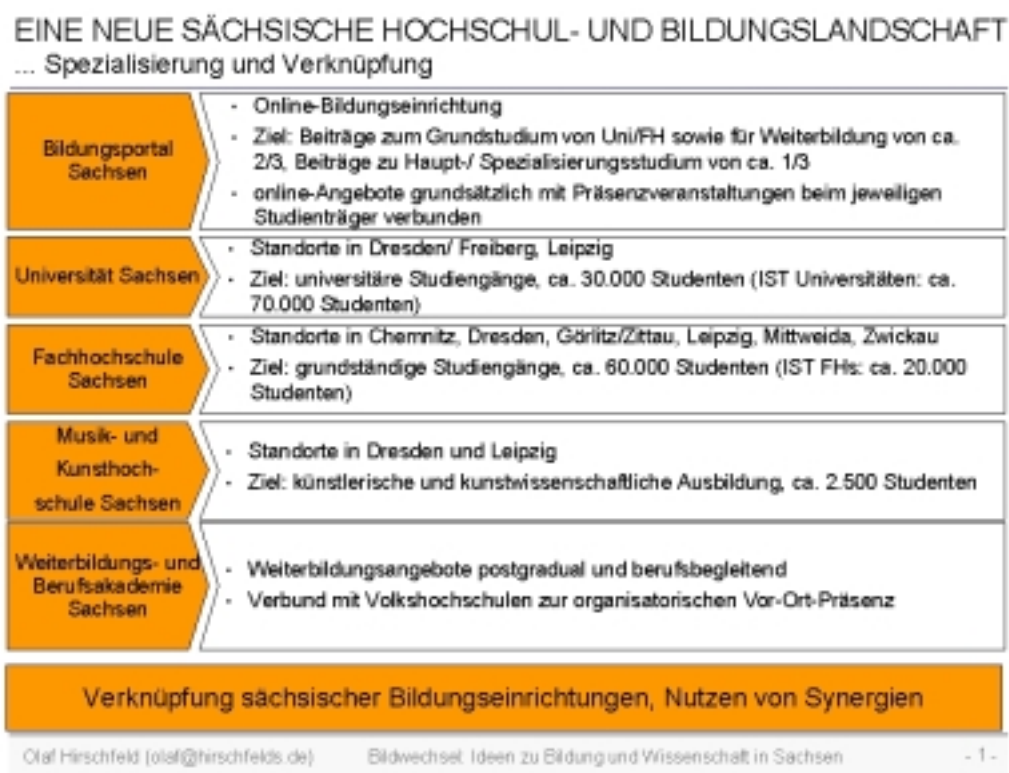 EINE NEUE SÄCHSISCHE HOCHSCHUL- UND BILDUNGSLANDSCHAFT
... Spezialisierung und Verknüpfung
Bildungsportal
Sachsen
- Online-Bildungseinrichtung
- Ziel: Beiträge zum Grundstudium von Uni/FH sowie für Weiterbildung von ca.
2/3, Beiträge zu Haupt-/ Spezialisierungsstudium von ca. 1/3
- online-Angebote grundsätzlich mit Präsenzveranstaltungen beim jeweiligen
Studienträger verbunden
Universität Sachsen
- Standorte in Dresden/ Freiberg, Leipzig
- Ziel: universitäre Studiengänge, ca. 30.000 Studenten (IST Universitäten: ca.
70.000 Studenten)
Fachhochschule
Sachsen
- Standorte in Chemnitz, Dresden, Görlitz/Zittau, Leipzig, Mittweida, Zwickau
- Ziel: grundständige Studiengänge, ca. 60.000 Studenten (IST FHs: ca. 20.000
Studenten)
Musik- und
Kunsthoch-
schule Sachsen
- Standorte in Dresden und Leipzig
- Ziel: künstlerische und kunstwissenschaftliche Ausbildung, ca. 2.500 Studenten
Weiterbildungs- und
Berufsakademie
Sachsen
- Weiterbildungsangebote postgradual und berufsbegleitend
- Verbund mit Volkshochschulen zur organisatorischen Vor-Ort-Präsenz
Verknüpfung sächsischer Bildungseinrichtungen, Nutzen von Synergien
Olaf Hirschfeld (olaf@hirschfelds.de) Bildwechsel: Ideen zu Bildung und Wissenschaft in Sachsen - 1 -